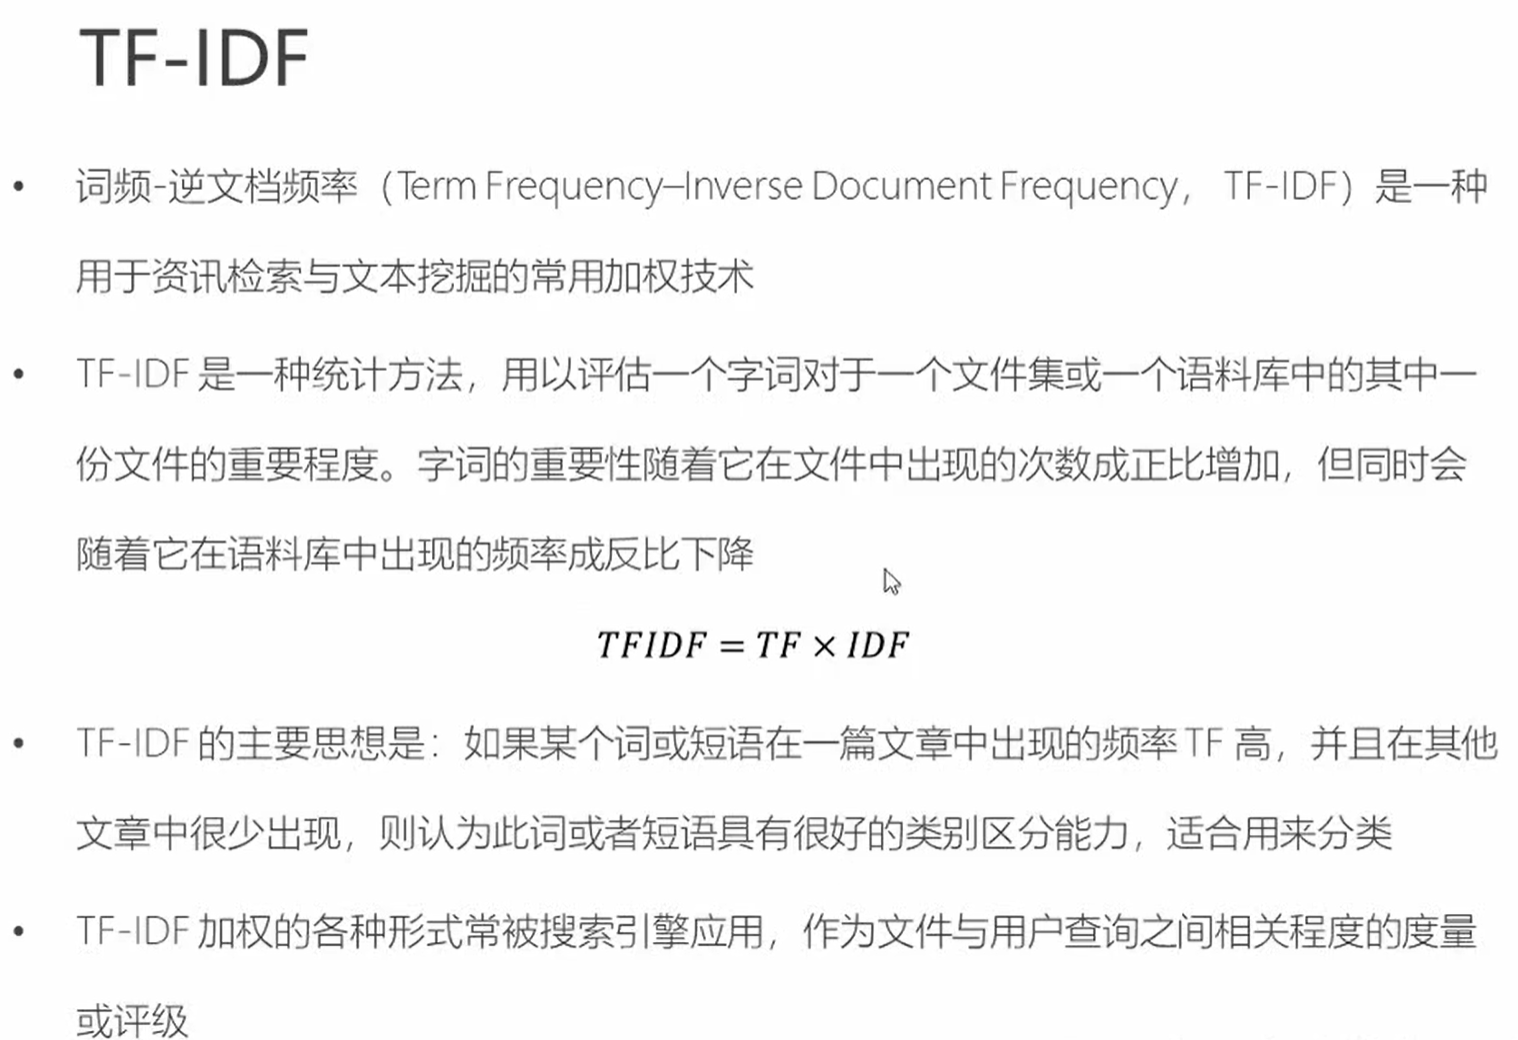 TF-IDF
• 词频-逆文档频率（Term Frequency–Inverse Document Frequency， TF-IDF）是一种
用于资讯检索与文本挖掘的常用加权技术
• TF-IDF 是一种统计方法，用以评估一个字词对于一个文件集或一个语料库中的其中一
份文件的重要程度。字词的重要性随着它在文件中出现的次数成正比增加，但同时会
随着它在语料库中出现的频率成反比下降
TFIDF = TF × IDF
• TF-IDF 的主要思想是：如果某个词或短语在一篇文章中出现的频率 TF 高，并且在其他
文章中很少出现，则认为此词或者短语具有很好的类别区分能力，适合用来分类
• TF-IDF 加权的各种形式常被搜索引擎应用，作为文件与用户查询之间相关程度的度量
或评级